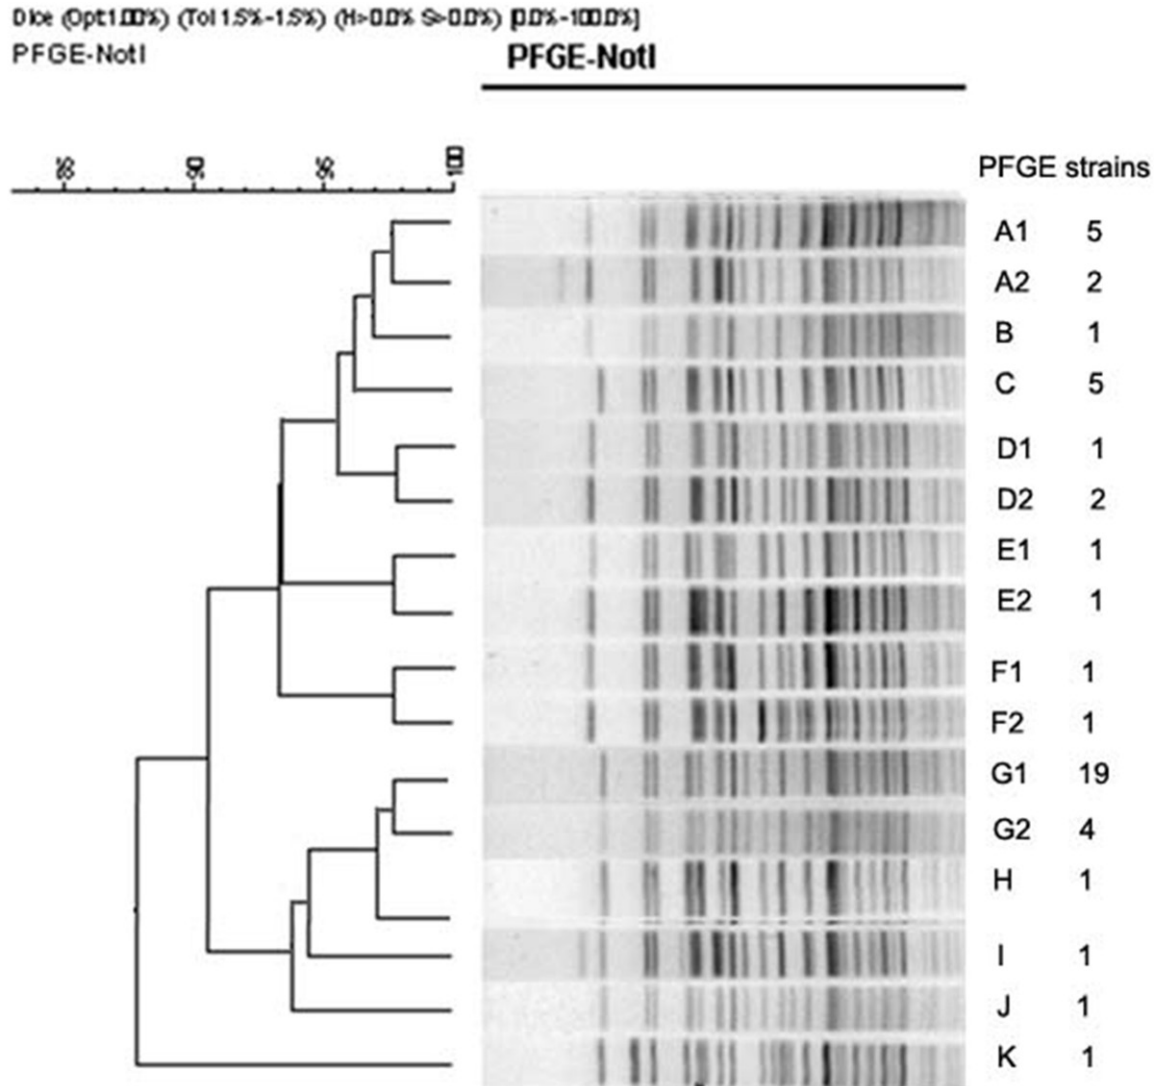 Dice (Opt:1.00%) (Tol 1.5%-1.5%) (H>0.0% S>0.0%) [0.0%-100.0%]
PFGE-NotI PFGE-NotI
85 90 95 100
PFGE strains
A1 5
A2 2
B 1
C 5
D1 1
D2 2
E1 1
E2 1
F1 1
F2 1
G1 19
G2 4
H 1
I 1
J 1
K 1